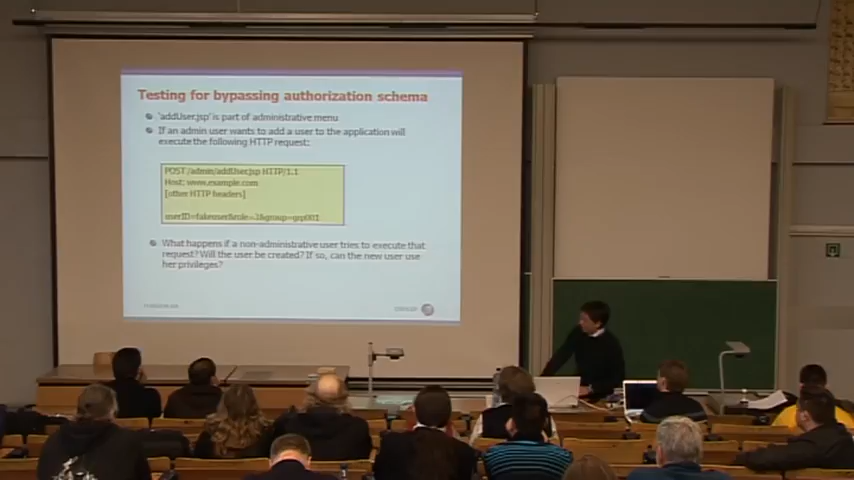 Testing for bypassing authorization schema
'addUser.jsp' is part of administrative menu
If an admin user wants to add a user to the application will
execute the following HTTP request:
POST /admin/addUser.jsp HTTP/1.1
Host: www.example.com
[other HTTP headers]
userID=fakeuser&role=3&group=grp001
What happens if a non-administrative user tries to execute that
request? Will the user be created? If so, can the new user use
her privileges?